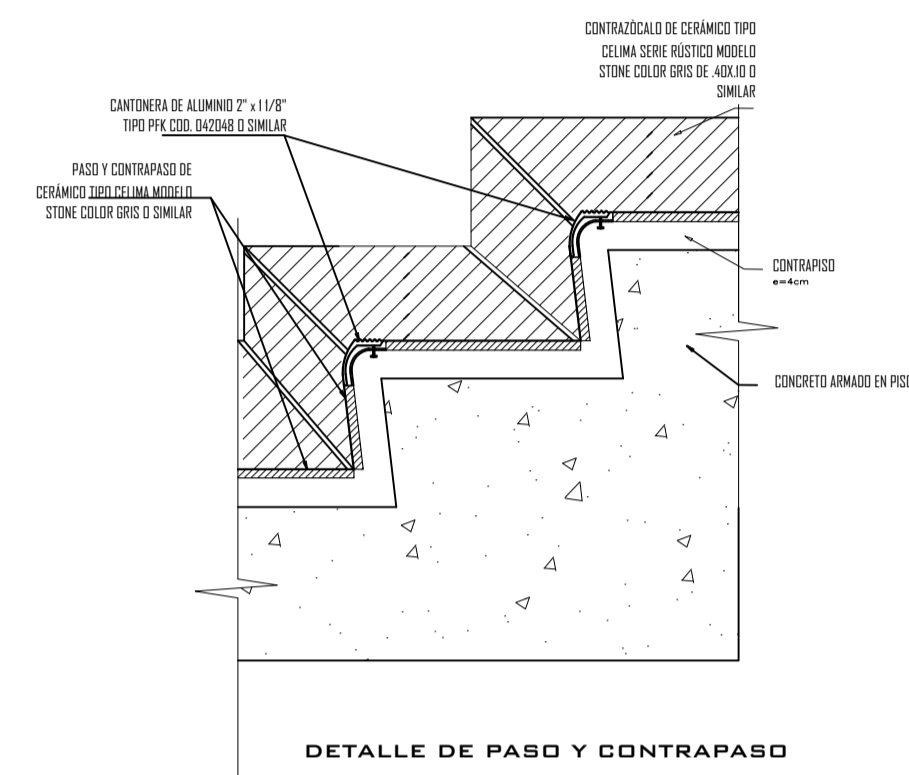 CONTRAZÒCALO DE CERÁMICO TIPO
CELIMA SERIE RÚSTICO MODELO
STONE COLOR GRIS DE .40X.10 O
SIMILAR
CANTONERA DE ALUMINIO 2" x 1 1/8"
TIPO PFK COD. 042048 O SIMILAR
PASO Y CONTRAPASO DE
CERÁMICO TIPO CELIMA MODELO
STONE COLOR GRIS O SIMILAR
CONTRAPISO
e=4cm
CONCRETO ARMADO EN PISO
DETALLE DE PASO Y CONTRAPASO